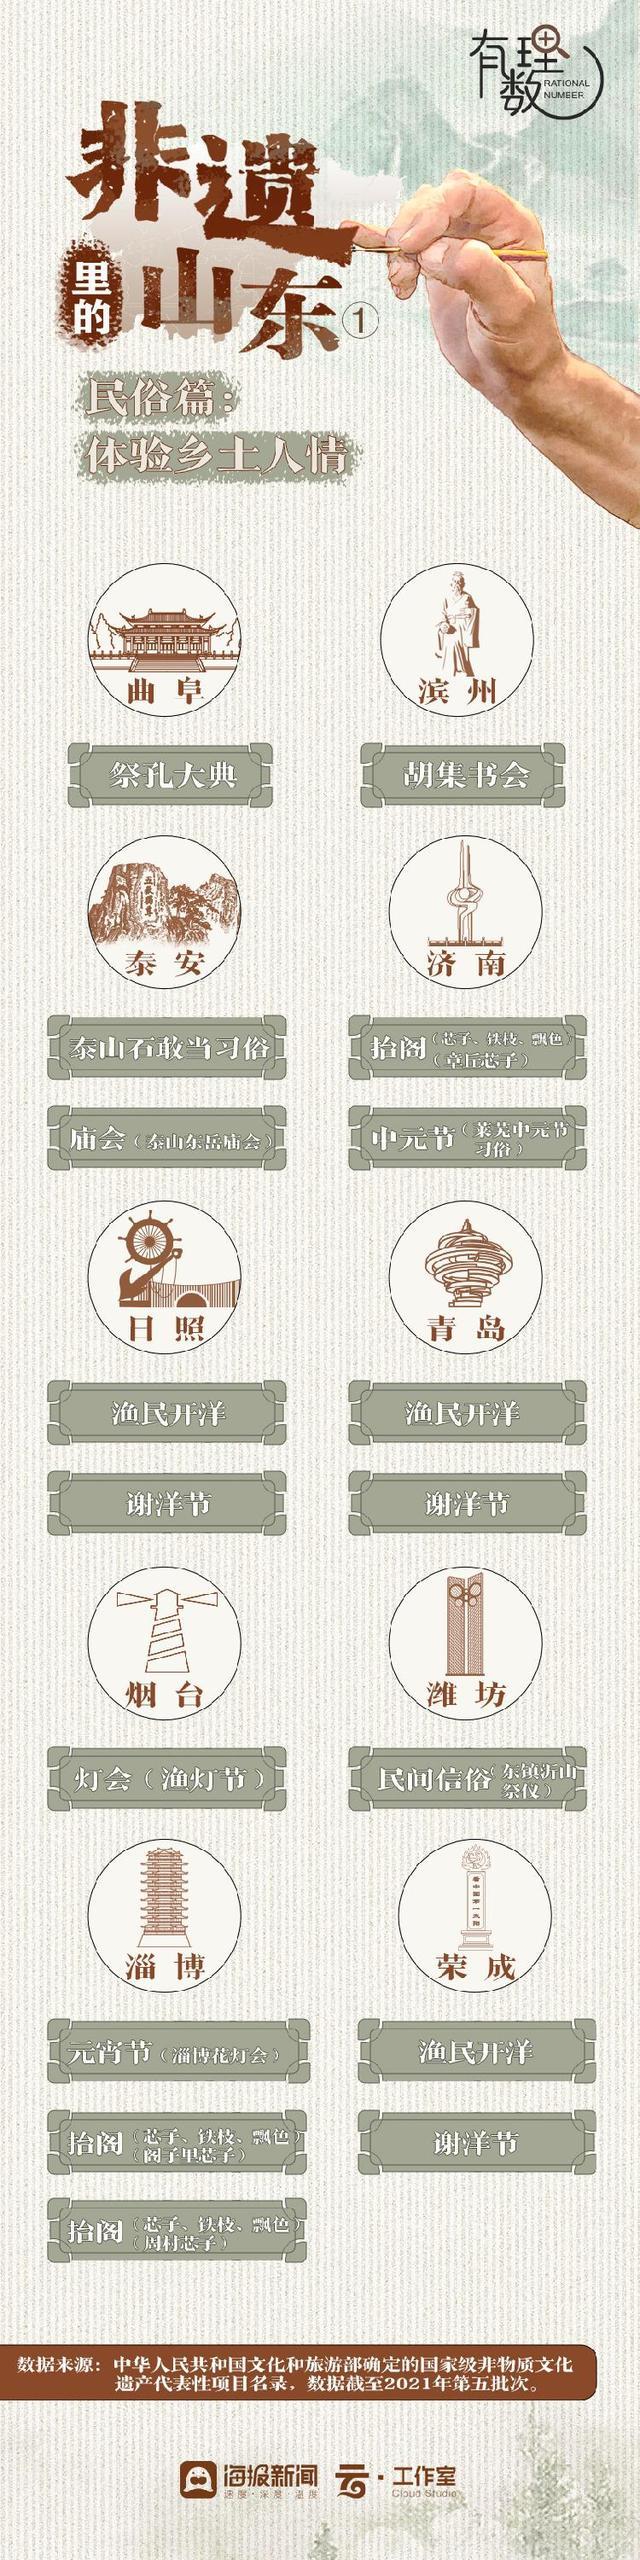 有理数
RATIONAL
NUMBER
非遗
里的
山东①
民俗篇：
体验乡土人情
曲阜
滨州
祭孔大典
胡集书会
泰安
济南
泰山石敢当习俗
抬阁（芯子、铁枝、飘色）
（章丘芯子）
庙会（泰山东岳庙会）
中元节（莱芜中元节
习俗）
日照
青岛
渔民开洋
渔民开洋
谢洋节
谢洋节
烟台
潍坊
灯会（渔灯节）
民间信俗（东镇沂山
祭仪）
淄博
荣成
元宵节（淄博花灯会）
渔民开洋
抬阁（芯子、铁枝、飘色）
（阁子里芯子）
谢洋节
抬阁（芯子、铁枝、飘色）
（周村芯子）
数据来源：中华人民共和国文化和旅游部确定的国家级非物质文化
遗产代表性项目名录，数据截至2021年第五批次。
海报新闻
速度·深度·温度
云·工作室
Cloud Studio